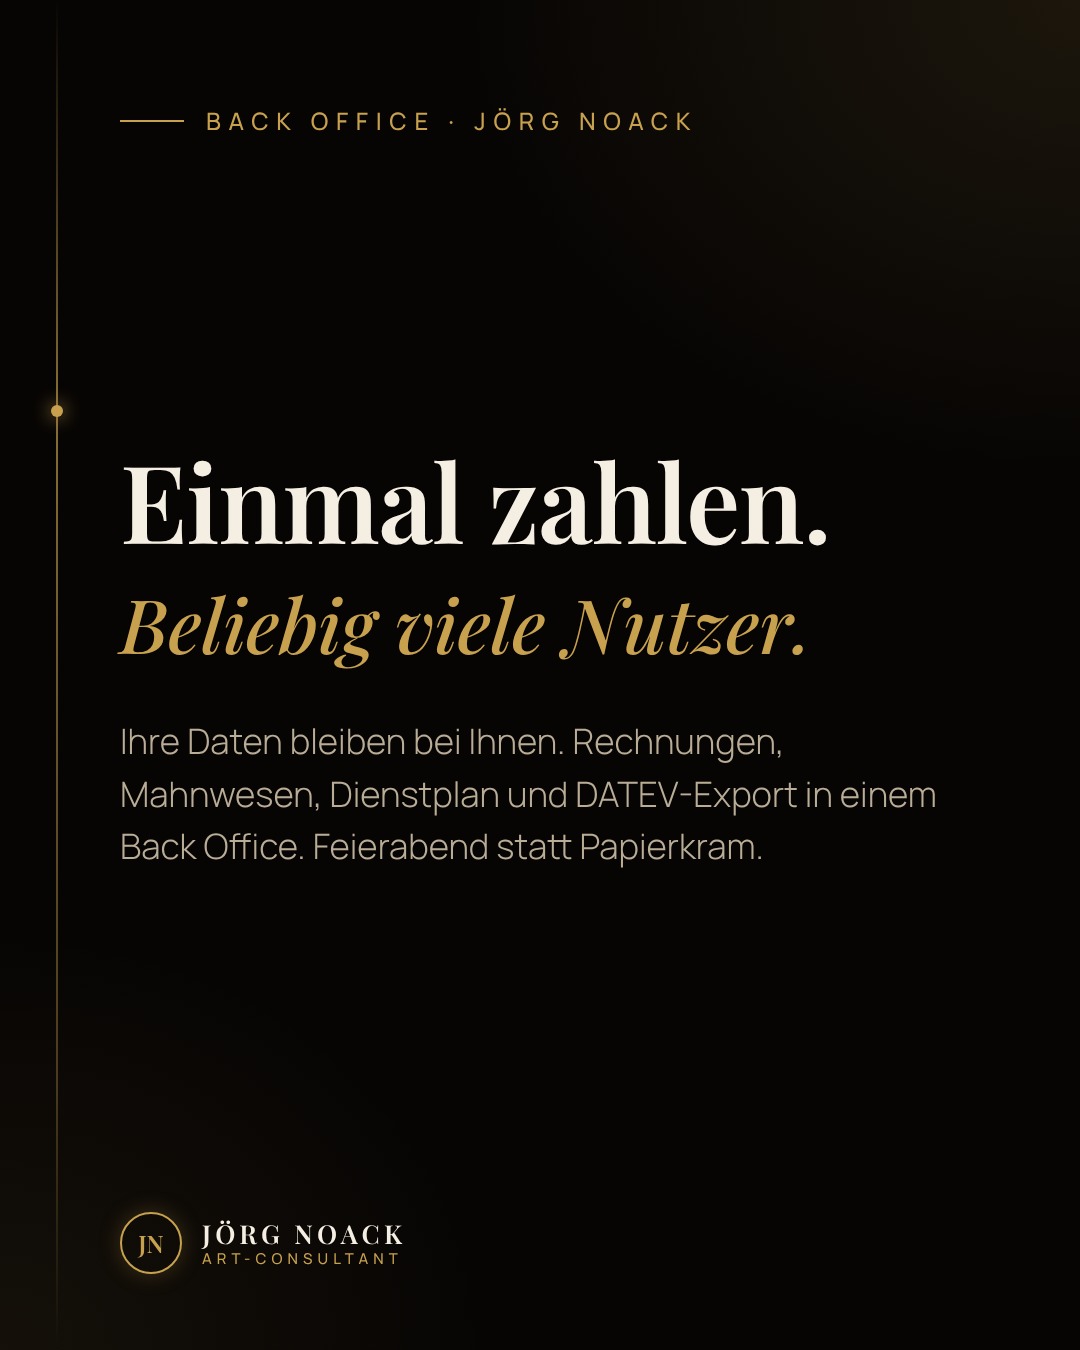 BACK OFFICE · JÖRG NOACK
Einmal zahlen.
Beliebig viele Nutzer.
Ihre Daten bleiben bei Ihnen. Rechnungen,
Mahnwesen, Dienstplan und DATEV-Export in einem
Back Office. Feierabend statt Papierkram.
JN
JÖRG NOACK
ART-CONSULTANT